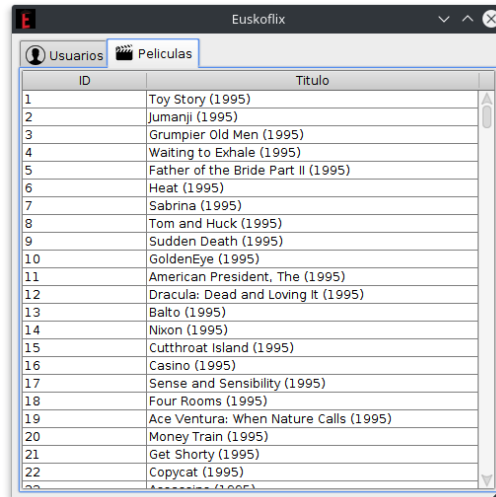 E Euskoflix
Usuarios Peliculas
ID Titulo
1 Toy Story (1995)
2 Jumanji (1995)
3 Grumpier Old Men (1995)
4 Waiting to Exhale (1995)
5 Father of the Bride Part II (1995)
6 Heat (1995)
7 Sabrina (1995)
8 Tom and Huck (1995)
9 Sudden Death (1995)
10 GoldenEye (1995)
11 American President, The (1995)
12 Dracula: Dead and Loving It (1995)
13 Balto (1995)
14 Nixon (1995)
15 Cutthroat Island (1995)
16 Casino (1995)
17 Sense and Sensibility (1995)
18 Four Rooms (1995)
19 Ace Ventura: When Nature Calls (1995)
20 Money Train (1995)
21 Get Shorty (1995)
22 Copycat (1995)